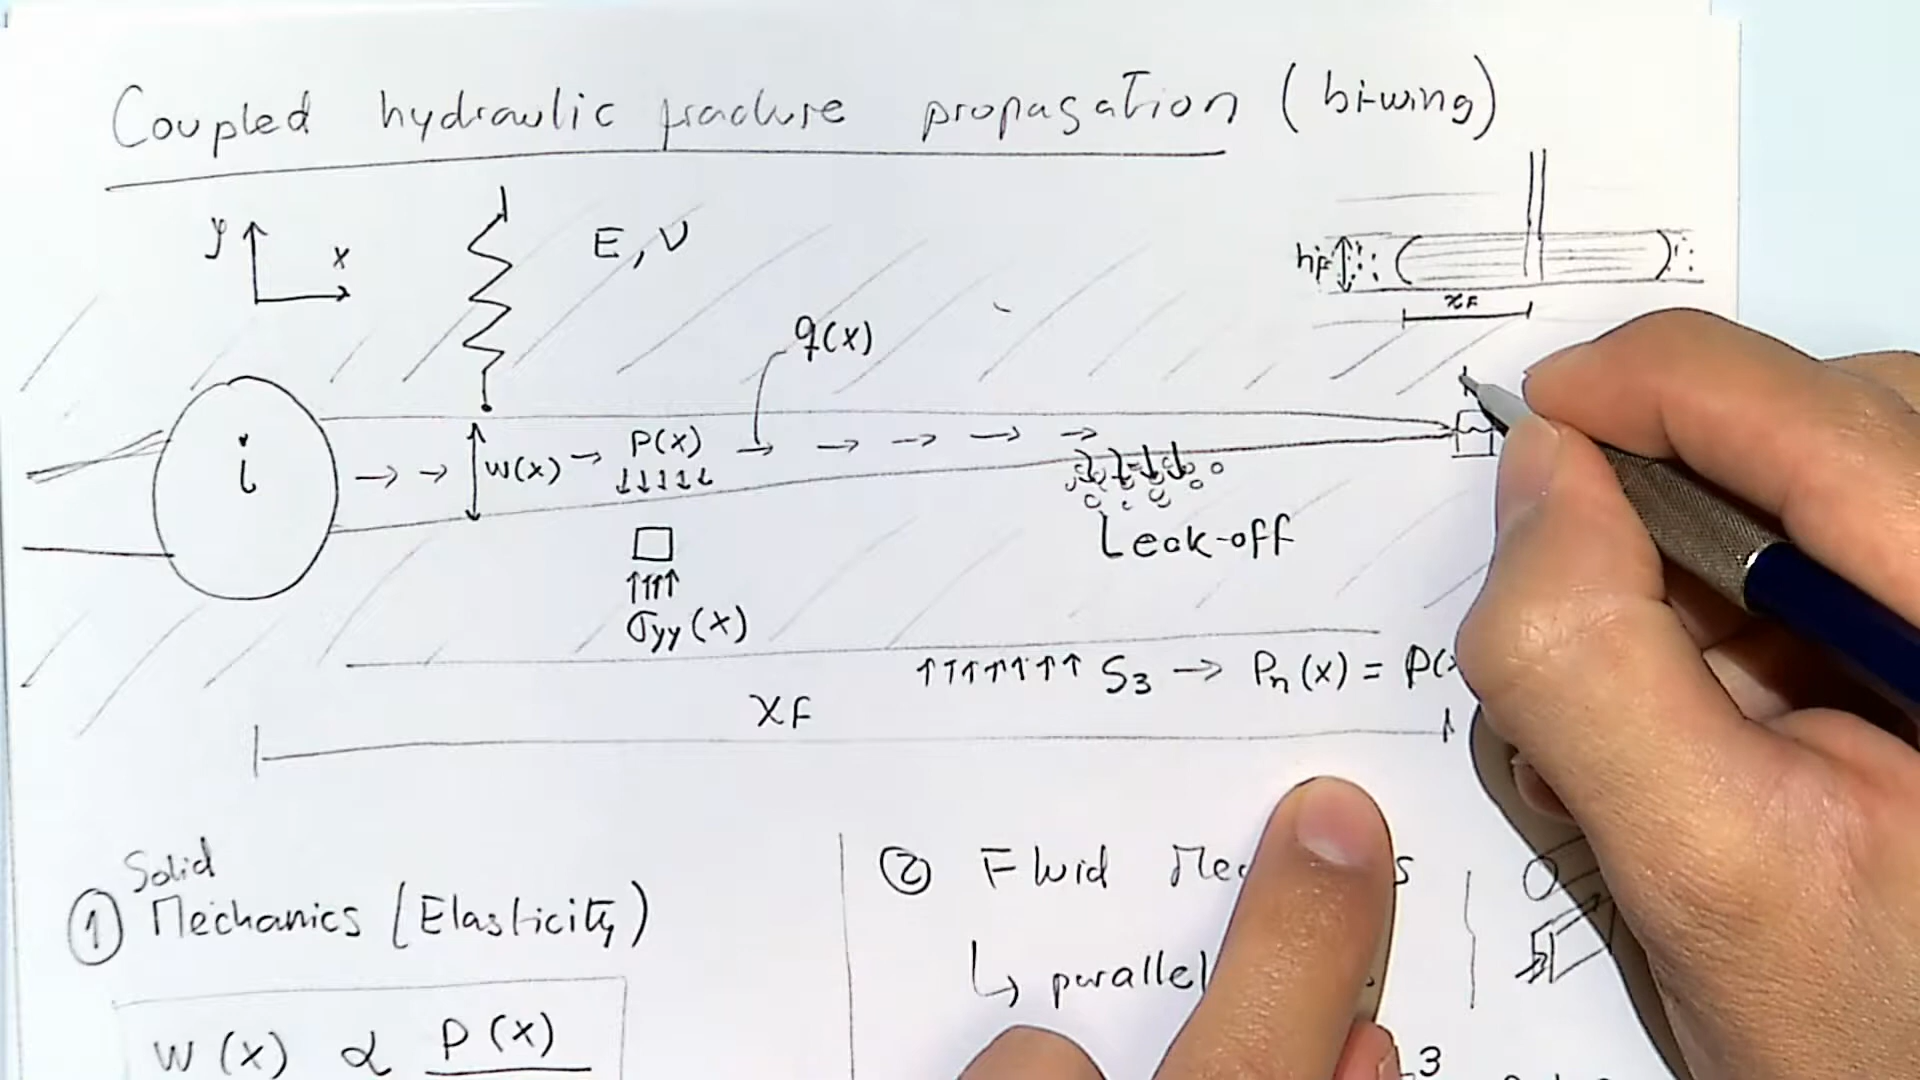 Coupled hydraulic fracture propagation (bi-wing)
y
x
E, ν
hF
xF
q(x)
i
w(x)
P(x)
Leak-off
σyy(x)
S3 → Pn(x) = P(x
xF
Solid
① Mechanics (Elasticity)
w(x) ∝ P(x)
② Fluid
↳ parallel
3